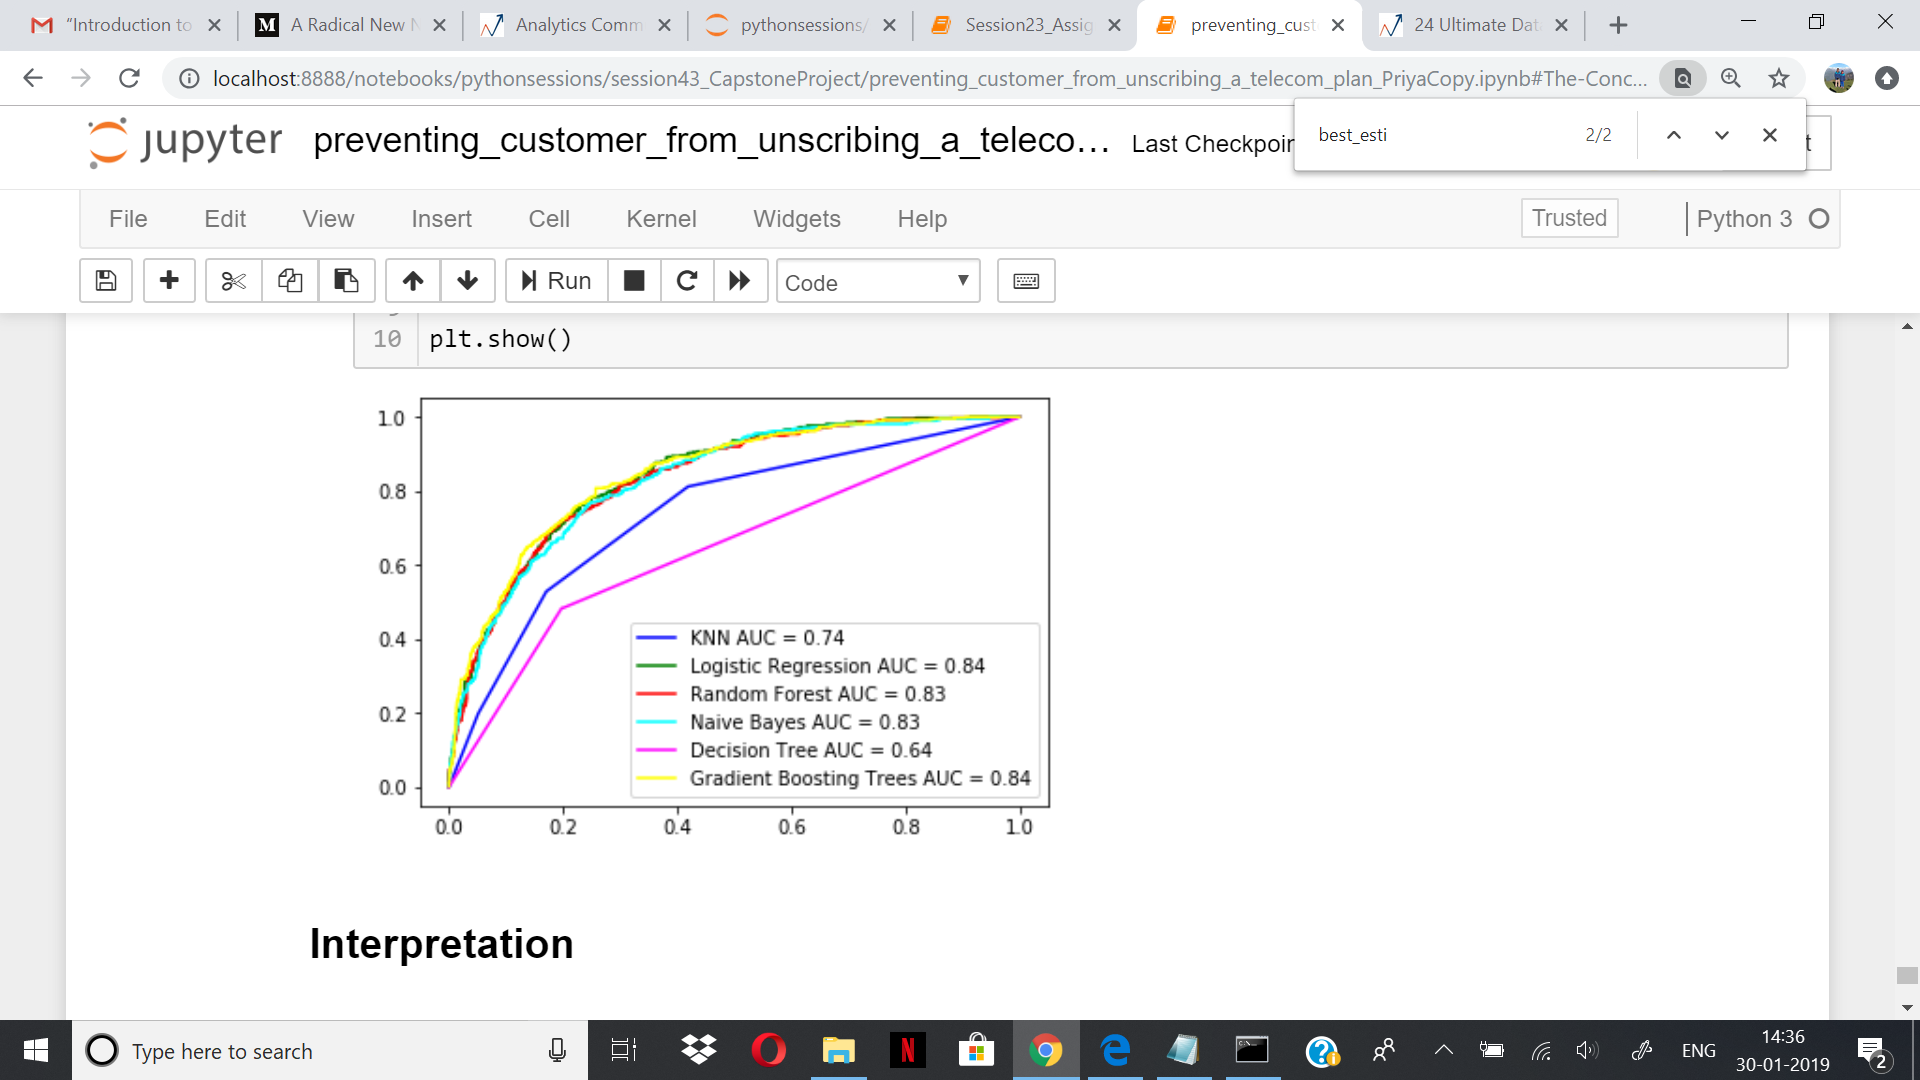 "Introduction to
A Radical New N
Analytics Comm
pythonsessions/
Session23_Assig
preventing_cust
24 Ultimate Dat
localhost:8888/notebooks/pythonsessions/session43_CapstoneProject/preventing_customer_from_unscribing_a_telecom_plan_PriyaCopy.ipynb#The-Conc...
best_esti 2/2
jupyter preventing_customer_from_unscribing_a_teleco... Last Checkpoin t
File Edit View Insert Cell Kernel Widgets Help Trusted Python 3
Run Code
10 plt.show()
1.0
0.8
0.6
0.4
0.2
0.0
0.0 0.2 0.4 0.6 0.8 1.0
KNN AUC = 0.74
Logistic Regression AUC = 0.84
Random Forest AUC = 0.83
Naive Bayes AUC = 0.83
Decision Tree AUC = 0.64
Gradient Boosting Trees AUC = 0.84
Interpretation
Type here to search
ENG
14:36
30-01-2019
2